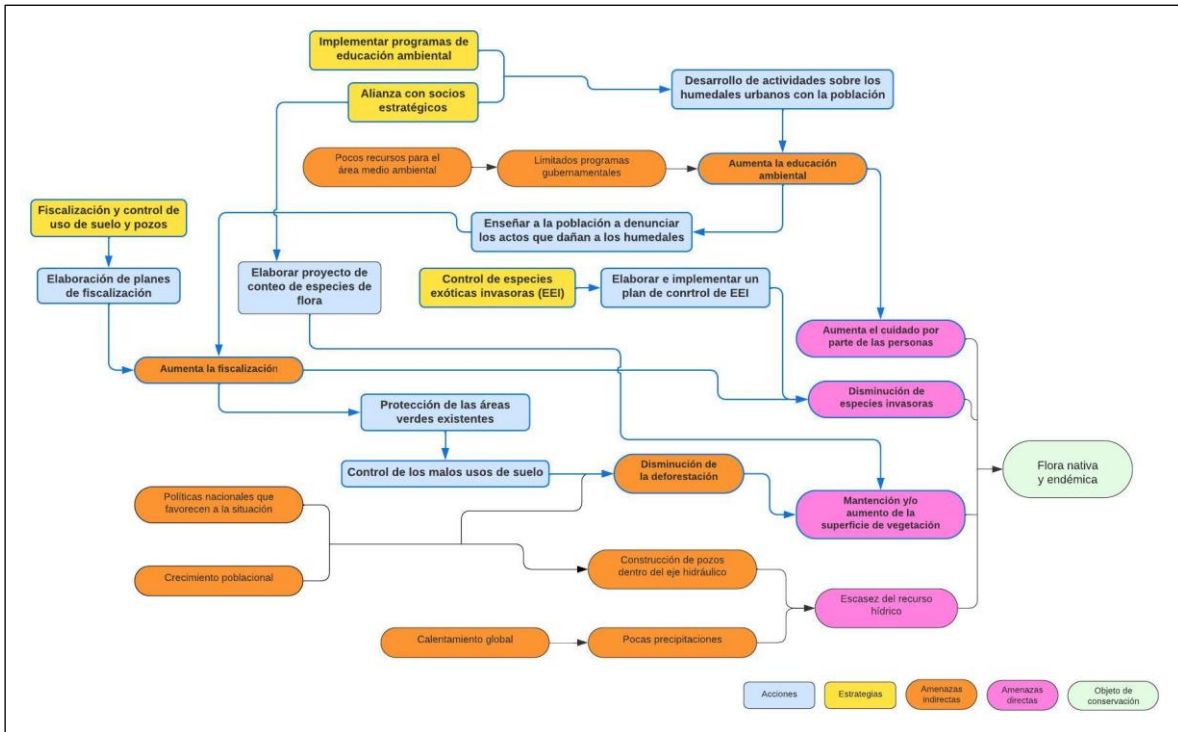 Implementar programas de
educación ambiental
Alianza con socios
estratégicos
Desarrollo de actividades sobre los
humedales urbanos con la población
Pocos recursos para el
área medio ambiental
Limitados programas
gubernamentales
Aumenta la educación
ambiental
Fiscalización y control de
uso de suelo y pozos
Enseñar a la población a denunciar
los actos que dañan a los humedales
Elaboración de planes
de fiscalización
Elaborar proyecto de
conteo de especies de
flora
Control de especies
exóticas invasoras (EEI)
Elaborar e implementar un
plan de conrtrol de EEI
Aumenta el cuidado por
parte de las personas
Aumenta la fiscalización
Disminución de
especies invasoras
Protección de las áreas
verdes existentes
Control de los malos usos de suelo
Disminución de
la deforestación
Flora nativa
y endémica
Políticas nacionales que
favorecen a la situación
Mantención y/o
aumento de la
superficie de vegetación
Crecimiento poblacional
Construcción de pozos
dentro del eje hidráulico
Escasez del recurso
hídrico
Calentamiento global
Pocas precipitaciones
Acciones
Estrategias
Amenazas
indirectas
Amenazas
directas
Objeto de
conservación